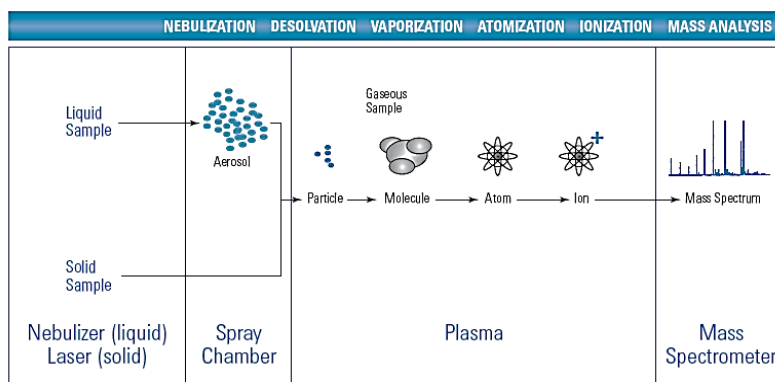 NEBULIZATION DESOLVATION VAPORIZATION ATOMIZATION IONIZATION MASS ANALYSIS
Liquid
Sample
Aerosol
Gaseous
Sample
+
Particle Molecule Atom Ion Mass Spectrum
Solid
Sample
Nebulizer (liquid)
Laser (solid)
Spray
Chamber
Plasma
Mass
Spectrometer